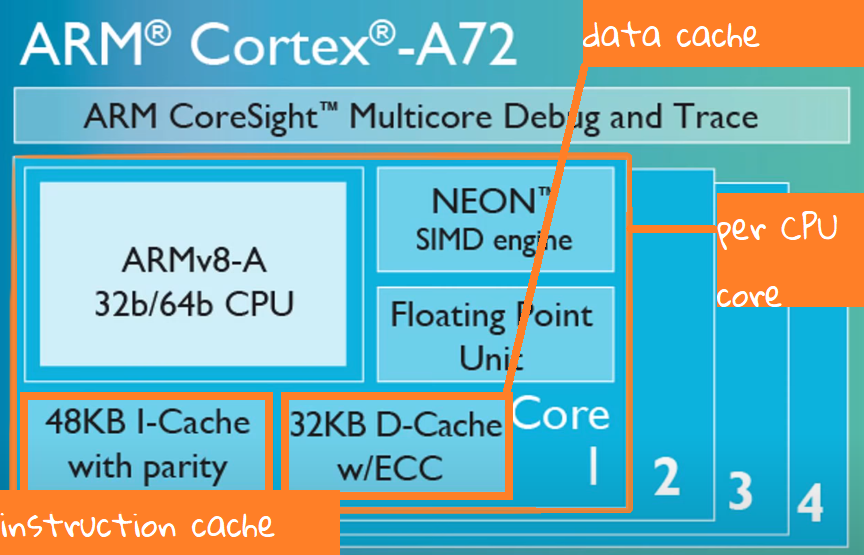 ARM® Cortex®-A72
data cache
ARM CoreSight™ Multicore Debug and Trace
ARMv8-A
32b/64b CPU
NEON™
SIMD engine
per CPU
core
Floating Point
Unit
48KB I-Cache
with parity
32KB D-Cache
w/ECC
Core
1
2
3
4
instruction cache